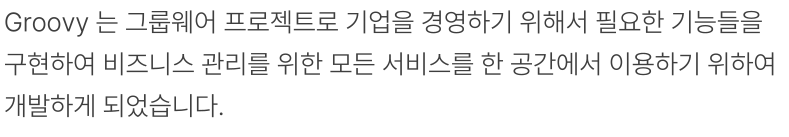 Groovy 는 그룹웨어 프로젝트로 기업을 경영하기 위해서 필요한 기능들을
구현하여 비즈니스 관리를 위한 모든 서비스를 한 공간에서 이용하기 위하여
개발하게 되었습니다.